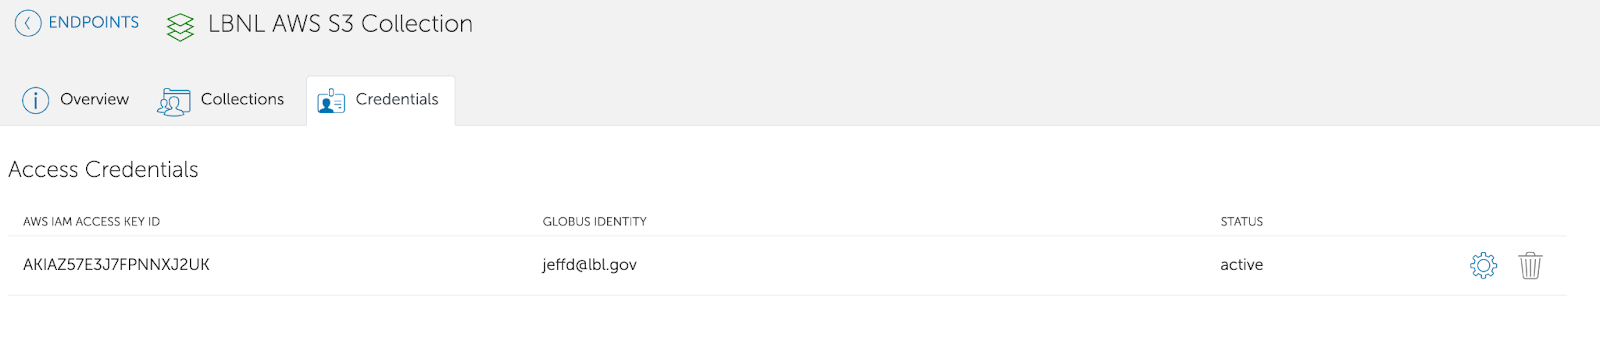 ENDPOINTS LBNL AWS S3 Collection
Overview Collections Credentials
Access Credentials
AWS IAM ACCESS KEY ID GLOBUS IDENTITY STATUS
AKIAZ57E3J7FPNNXJ2UK jeffd@lbl.gov active